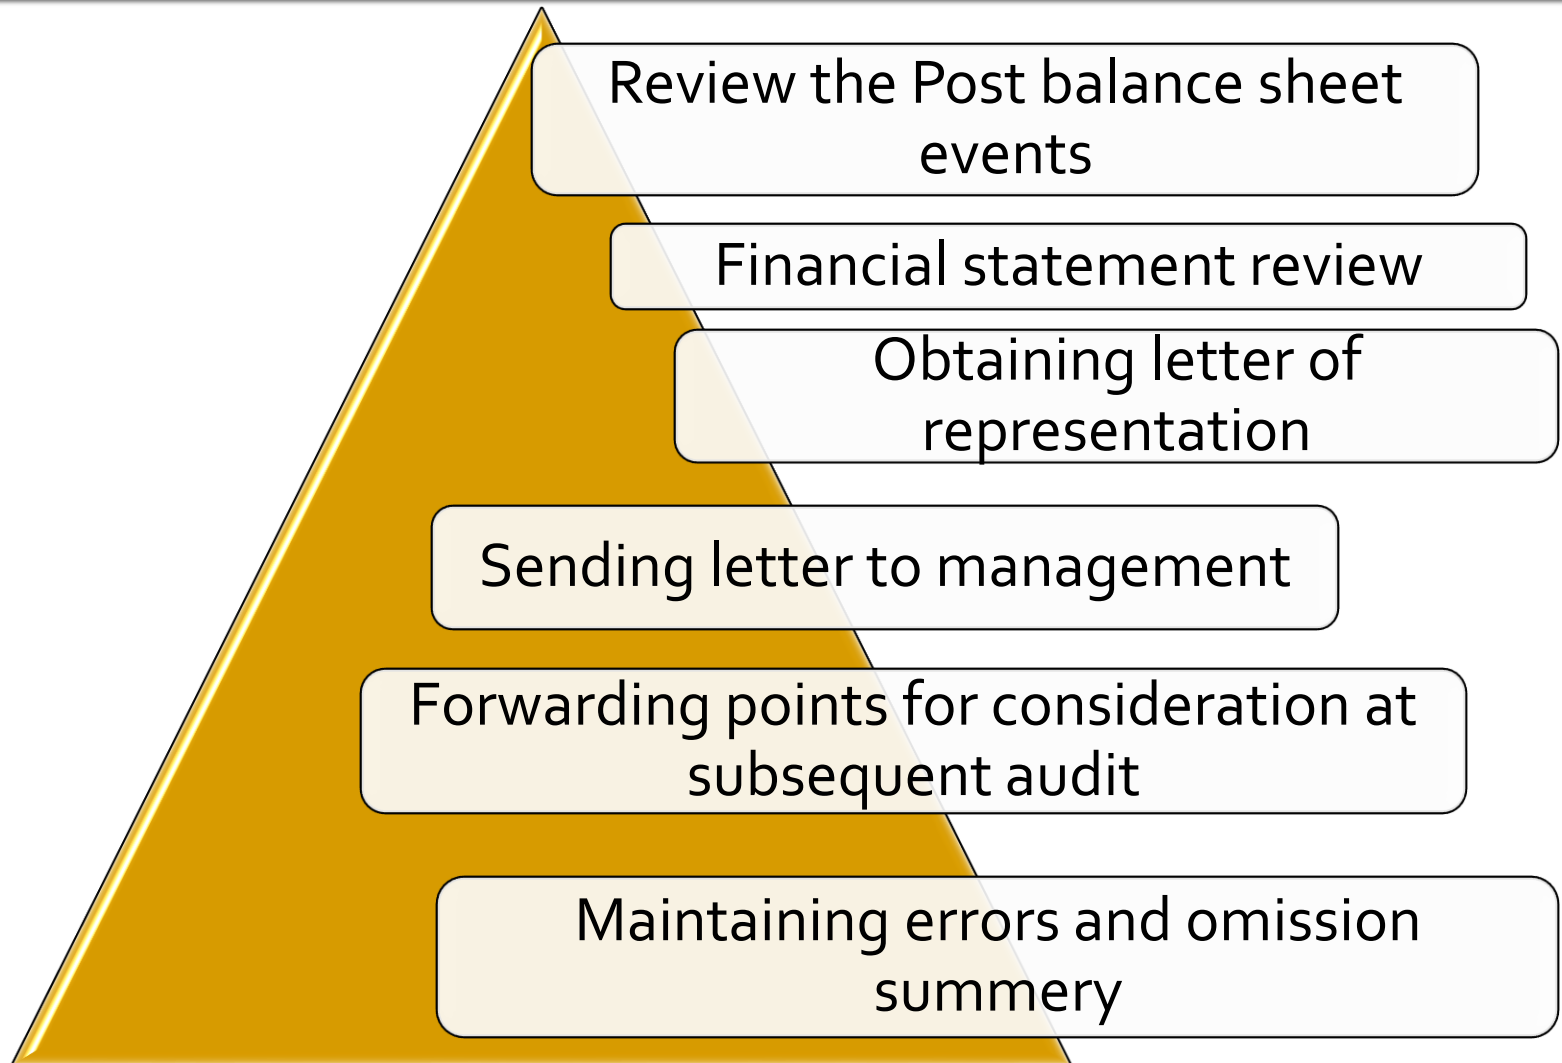 Review the Post balance sheet
events
Financial statement review
Obtaining letter of
representation
Sending letter to management
Forwarding points for consideration at
subsequent audit
Maintaining errors and omission
summery